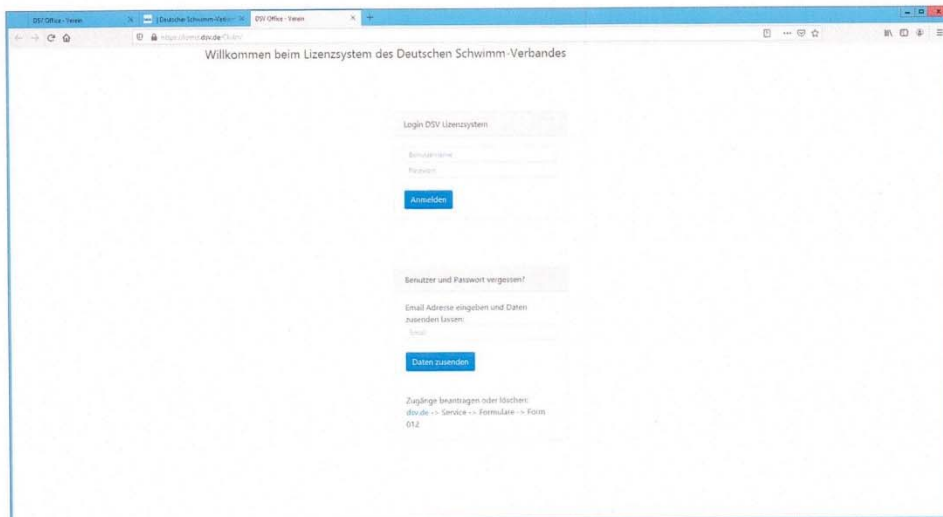 DSV Office - Verein
| Deutscher Schwimm-Verband
DSV Office - Verein
dsv.de
Willkommen beim Lizenzsystem des Deutschen Schwimm-Verbandes
Login DSV Lizenzsystem
Benutzername
Passwort
Anmelden
Benutzer und Passwort vergessen?
Email Adresse eingeben und Daten
zusenden lassen:
Email
Daten zusenden
Zugänge beantragen oder löschen:
dsv.de -> Service -> Formulare -> Form
012